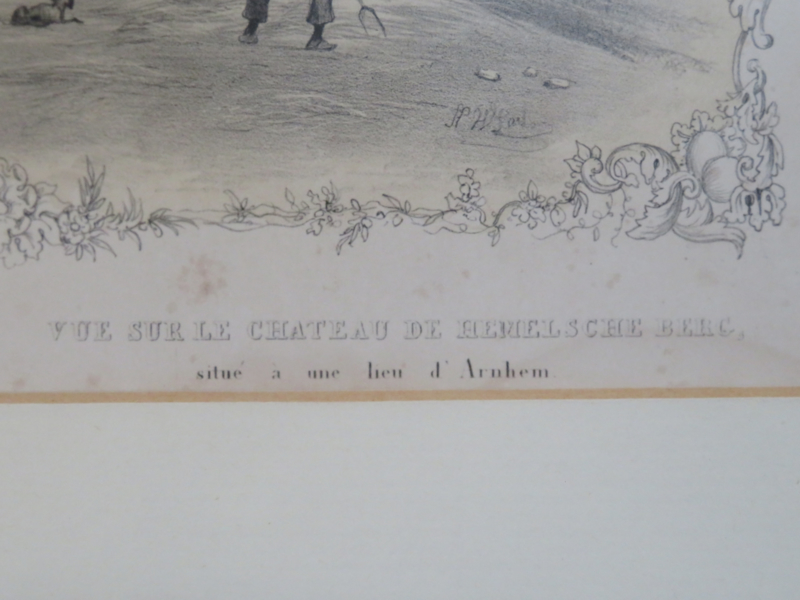 VUE SUR LE CHATEAU DE HEMELSCHE BERG,
situé à une lieu d'Arnhem.